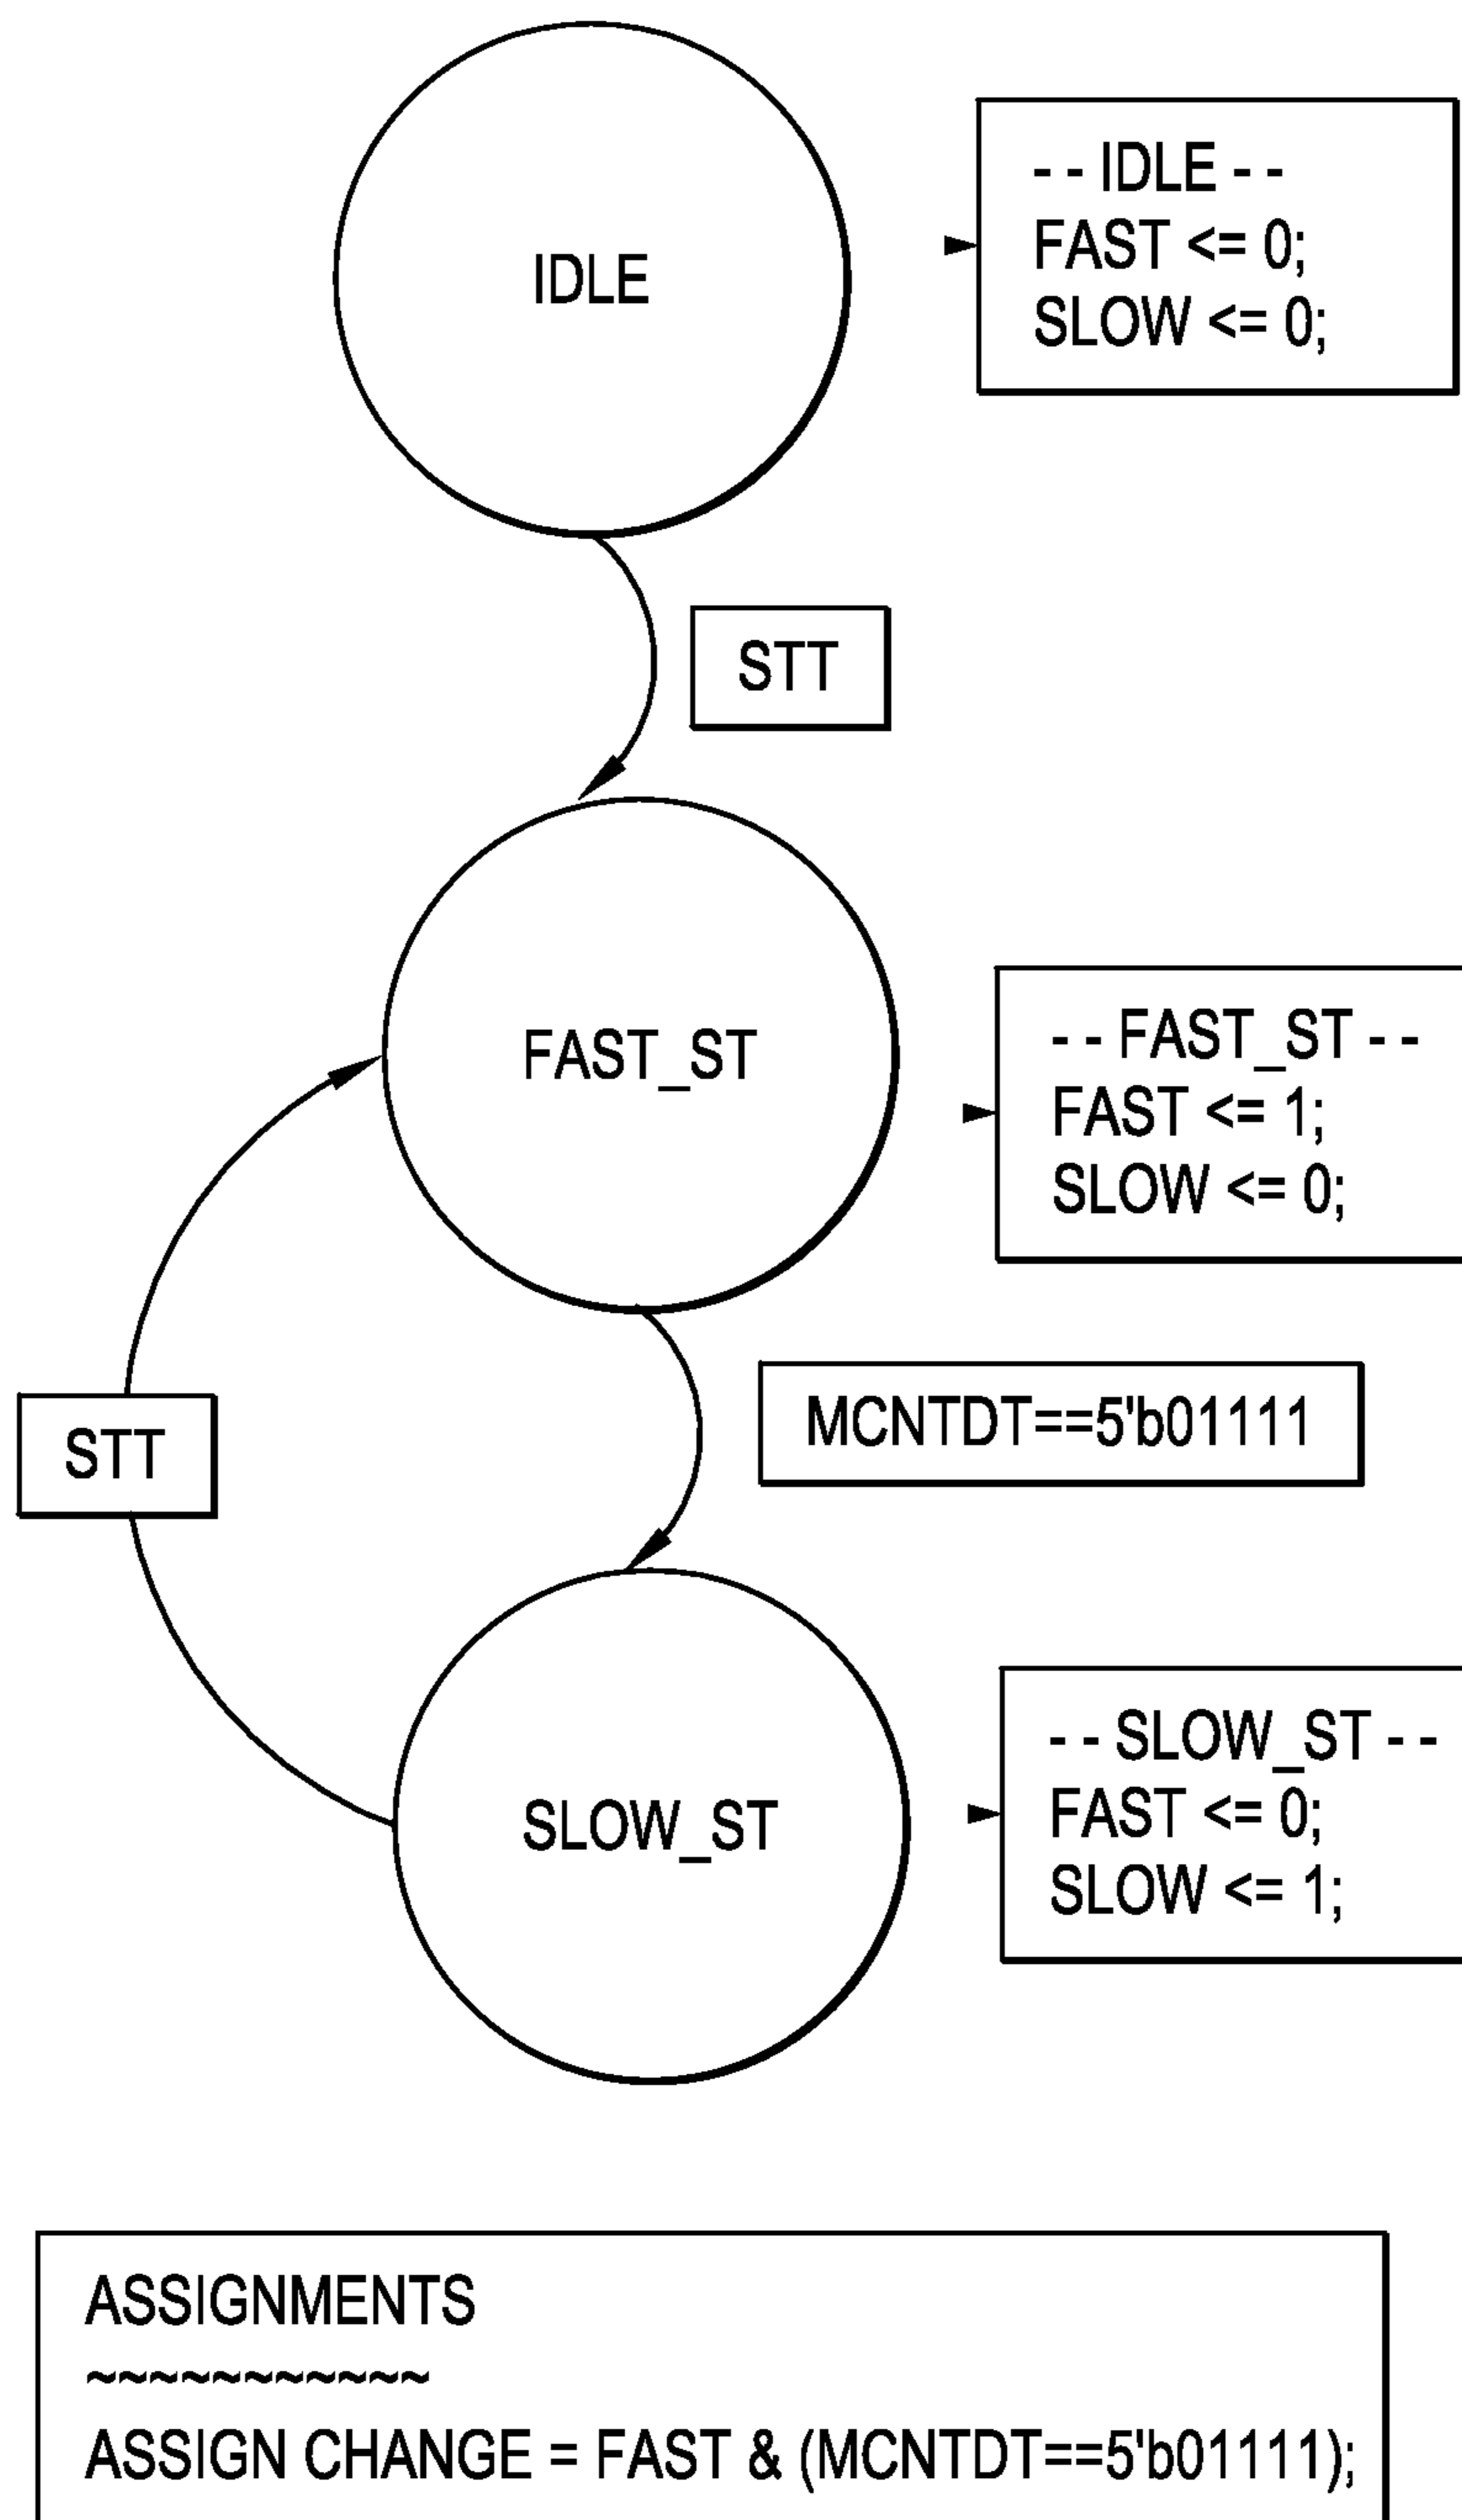 IDLE
- - IDLE - -
FAST <= 0;
SLOW <= 0;
STT
FAST_ST
- - FAST_ST - -
FAST <= 1;
SLOW <= 0;
MCNTDT==5'b01111
STT
SLOW_ST
- - SLOW_ST - -
FAST <= 0;
SLOW <= 1;
ASSIGNMENTS
~~~~~~~~~~~
ASSIGN CHANGE = FAST & (MCNTDT==5'b01111);